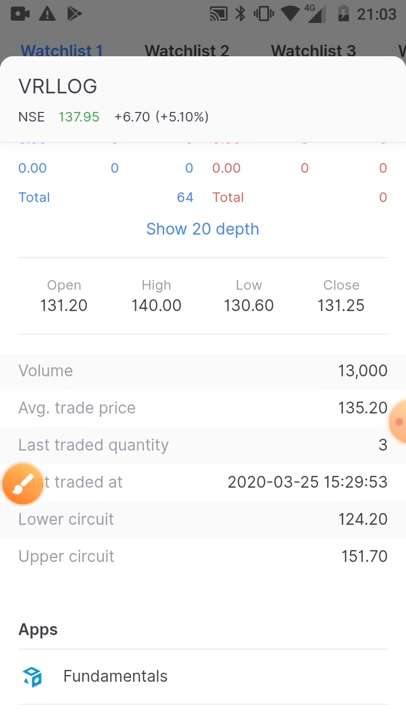 4G 21:03
Watchlist 1 Watchlist 2 Watchlist 3
VRLLOG
NSE 137.95 +6.70 (+5.10%)
0.00 0 0 0.00 0 0
Total 64 Total 0
Show 20 depth
Open High Low Close
131.20 140.00 130.60 131.25
Volume 13,000
Avg. trade price 135.20
Last traded quantity 3
traded at 2020-03-25 15:29:53
Lower circuit 124.20
Upper circuit 151.70
Apps
Fundamentals